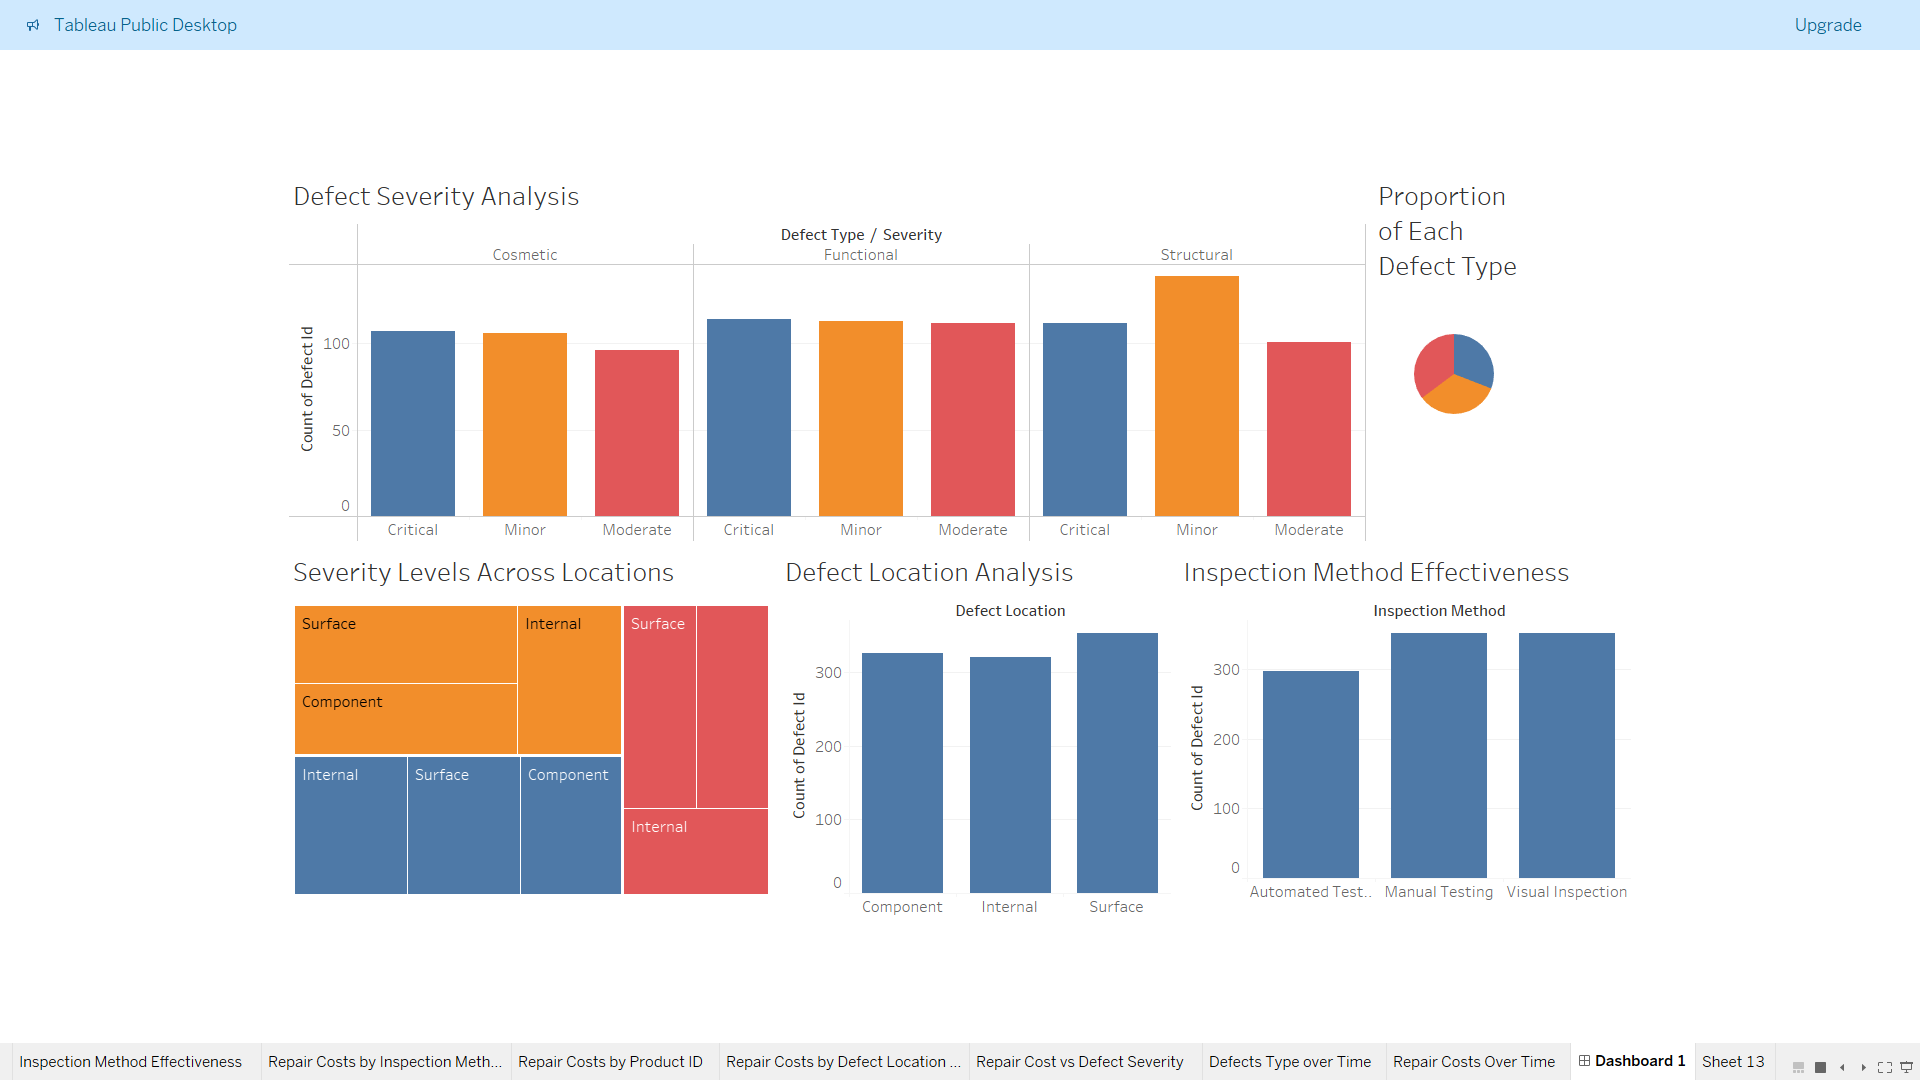 Tableau Public Desktop
Upgrade
Defect Severity Analysis
Defect Type / Severity
Cosmetic
Functional
Structural
Count of Defect Id
100
50
0
Critical
Minor
Moderate
Critical
Minor
Moderate
Critical
Minor
Moderate
Proportion
of Each
Defect Type
Severity Levels Across Locations
Surface
Internal
Surface
Component
Internal
Surface
Component
Internal
Defect Location Analysis
Defect Location
Count of Defect Id
300
200
100
0
Component
Internal
Surface
Inspection Method Effectiveness
Inspection Method
Count of Defect Id
300
200
100
0
Automated Test..
Manual Testing
Visual Inspection
Inspection Method Effectiveness
Repair Costs by Inspection Meth...
Repair Costs by Product ID
Repair Costs by Defect Location ...
Repair Cost vs Defect Severity
Defects Type over Time
Repair Costs Over Time
Dashboard 1
Sheet 13